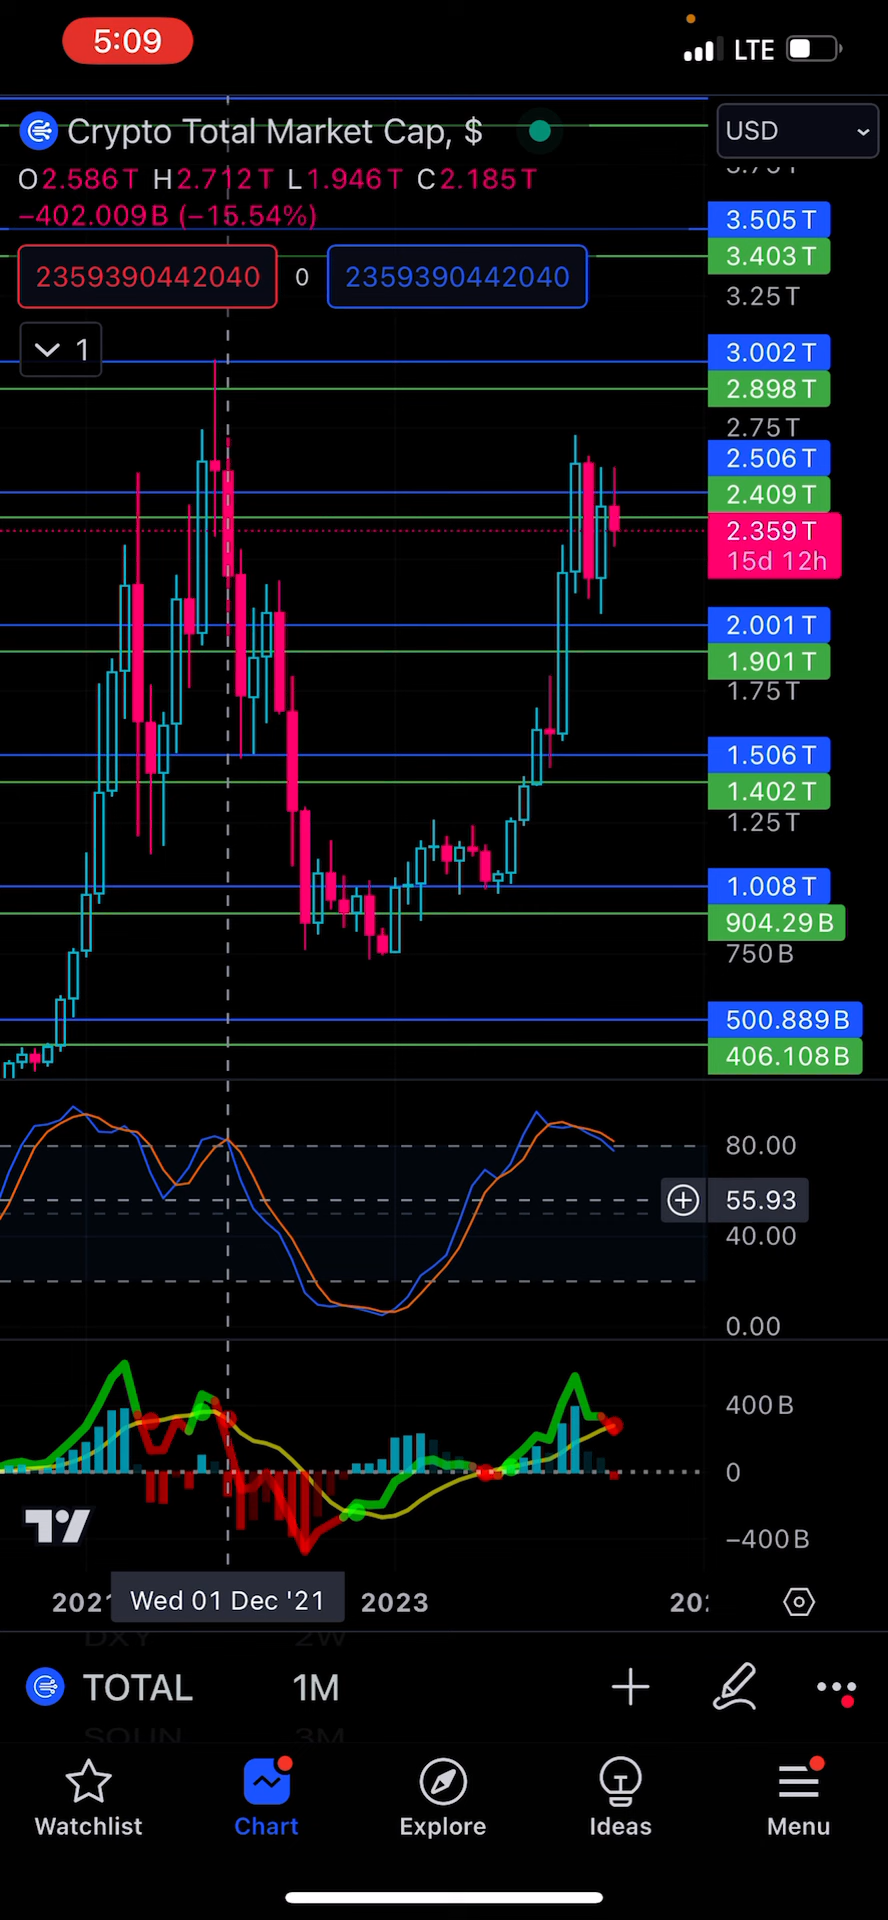 5:09
LTE
Crypto Total Market Cap, $
USD
O2.586T H2.712T L1.946T C2.185T
−402.009B (−15.54%)
3.505T
2359390442040 0 2359390442040
3.403T
3.25T
1
3.002T
2.898T
2.75T
2.506T
2.409T
2.359T
15d 12h
2.001T
1.901T
1.75T
1.506T
1.402T
1.25T
1.008T
904.29B
750B
500.889B
406.108B
80.00
55.93
40.00
0.00
400B
0
−400B
Wed 01 Dec '21
2023
DXY 2W
TOTAL 1M
SOUN 3M
Watchlist
Chart
Explore
Ideas
Menu